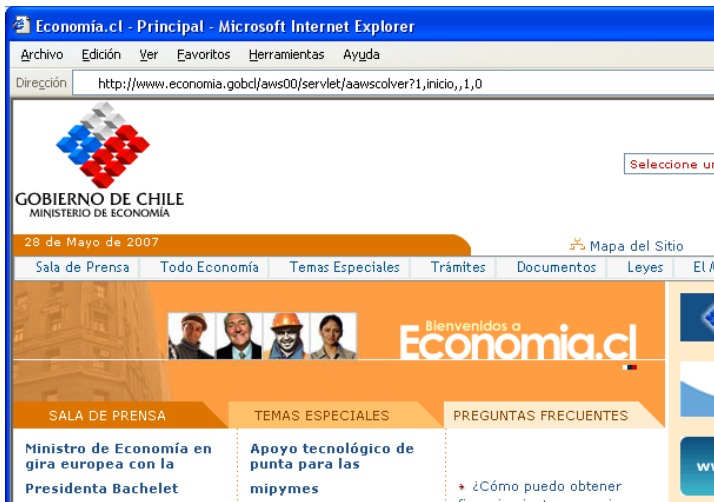 Economía.cl - Principal - Microsoft Internet Explorer
Archivo Edición Ver Favoritos Herramientas Ayuda
Dirección http://www.economia.gobcl/aws00/servlet/aawscolver?1,inicio,,1,0
Seleccione un
GOBIERNO DE CHILE
MINISTERIO DE ECONOMÍA
28 de Mayo de 2007
Mapa del Sitio
Sala de Prensa Todo Economía Temas Especiales Trámites Documentos Leyes El
Bienvenidos a
Economia.cl
SALA DE PRENSA TEMAS ESPECIALES PREGUNTAS FRECUENTES
Ministro de Economía en Apoyo tecnológico de
gira europea con la punta para las
Presidenta Bachelet mipymes ¿Cómo puedo obtener